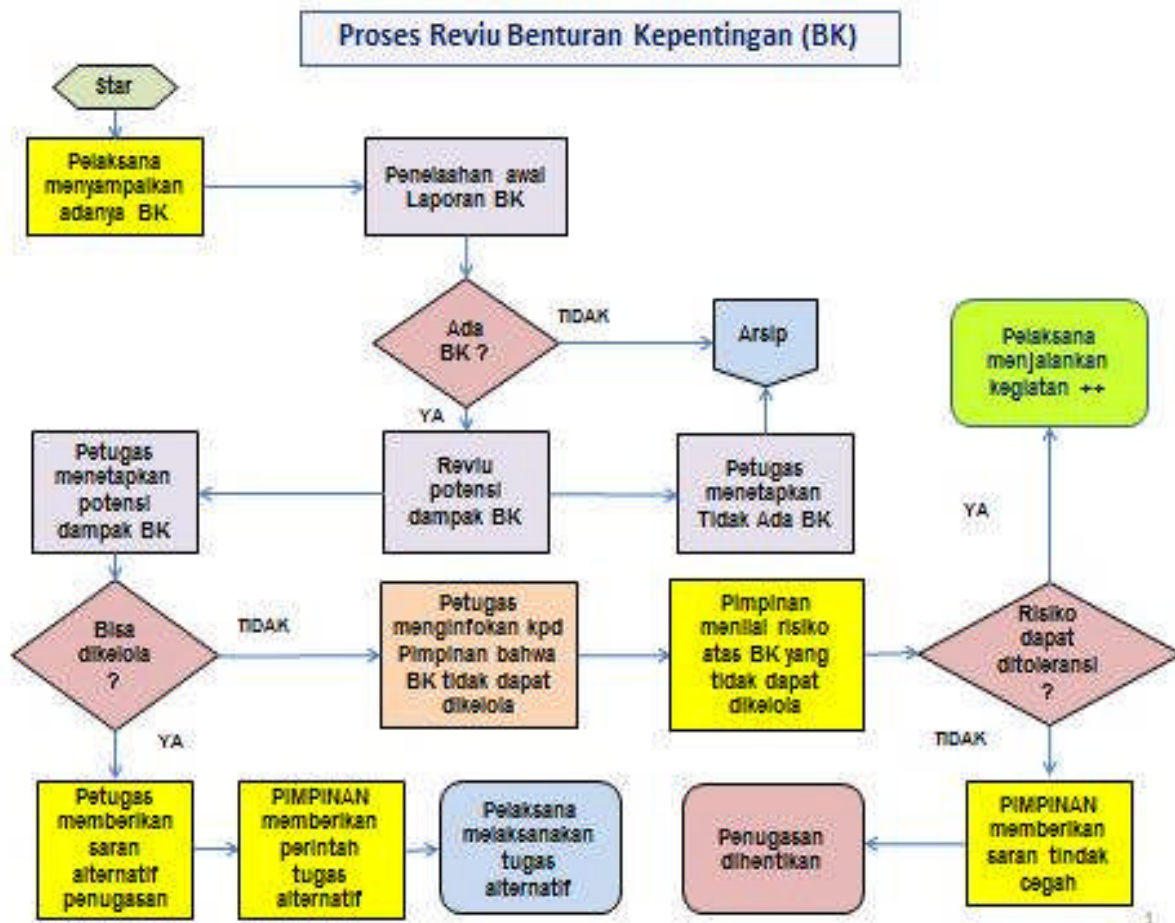 Proses Reviu Benturan Kepentingan (BK)
Star
Pelaksana
menyampaikan
adanya BK
Penelaahan awal
Laporan BK
Ada
BK ?
TIDAK
Arsip
Pelaksana
menjalankan
kegiatan ++
YA
Petugas
menetapkan
potensi
dampak BK
Reviu
potensi
dampak BK
Petugas
menetapkan
Tidak Ada BK
YA
Bisa
dikelola
?
TIDAK
Petugas
menginfokan kpd
Pimpinan bahwa
BK tidak dapat
dikelola
Pimpinan
menilai risiko
atas BK yang
tidak dapat
dikelola
Risiko
dapat
ditoleransi
?
YA
TIDAK
Petugas
memberikan
saran
alternatif
penugasan
PIMPINAN
memberikan
perintah
tugas
alternatif
Pelaksana
melaksanakan
tugas
alternatif
Penugasan
dihentikan
PIMPINAN
memberikan
saran tindak
cegah
1